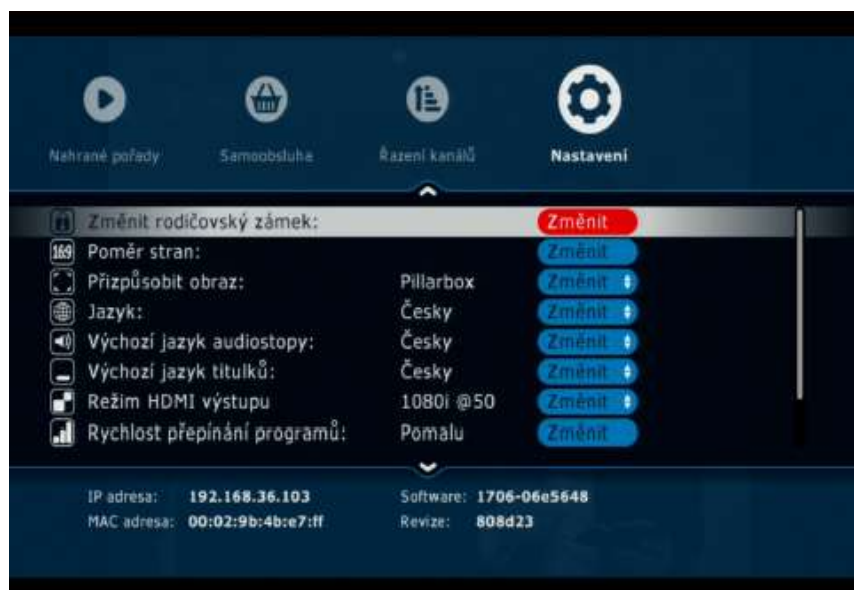 Nahrané pořady Samoobsluha Řazení kanálů Nastavení
Změnit rodičovský zámek: Změnit
169 Poměr stran: Změnit
Přizpůsobit obraz: Pillarbox Změnit
Jazyk: Česky Změnit
Výchozí jazyk audiostopy: Česky Změnit
Výchozí jazyk titulků: Česky Změnit
Režim HDMI výstupu 1080i @50 Změnit
Rychlost přepínání programů: Pomalu Změnit
IP adresa: 192.168.36.103 Software: 1706-06e5648
MAC adresa: 00:02:9b:4b:e7:ff Revize: 808d23